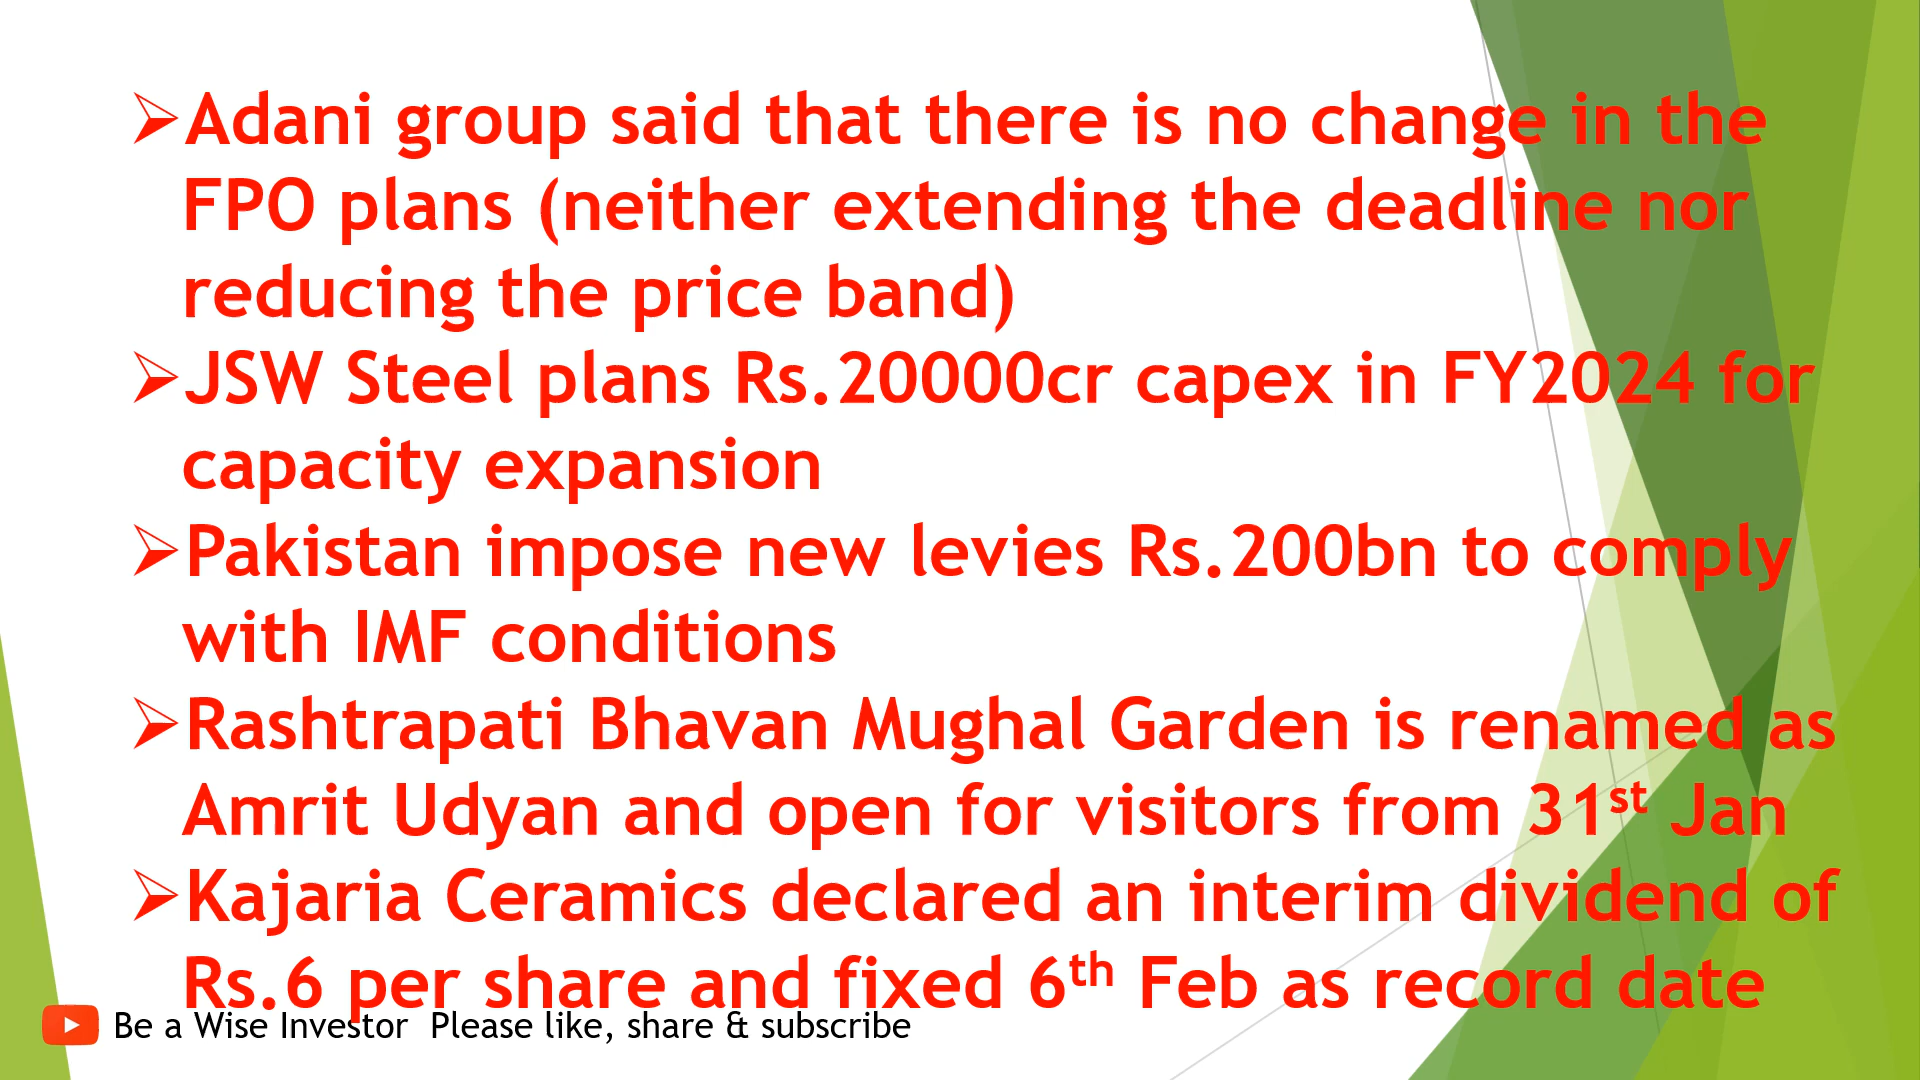 ➢Adani group said that there is no change in the
FPO plans (neither extending the deadline nor
reducing the price band)
➢JSW Steel plans Rs.20000cr capex in FY2024 for
capacity expansion
➢Pakistan impose new levies Rs.200bn to comply
with IMF conditions
➢Rashtrapati Bhavan Mughal Garden is renamed as
Amrit Udyan and open for visitors from 31st Jan
➢Kajaria Ceramics declared an interim dividend of
Rs.6 per share and fixed 6th Feb as record date
Be a Wise Investor  Please like, share & subscribe